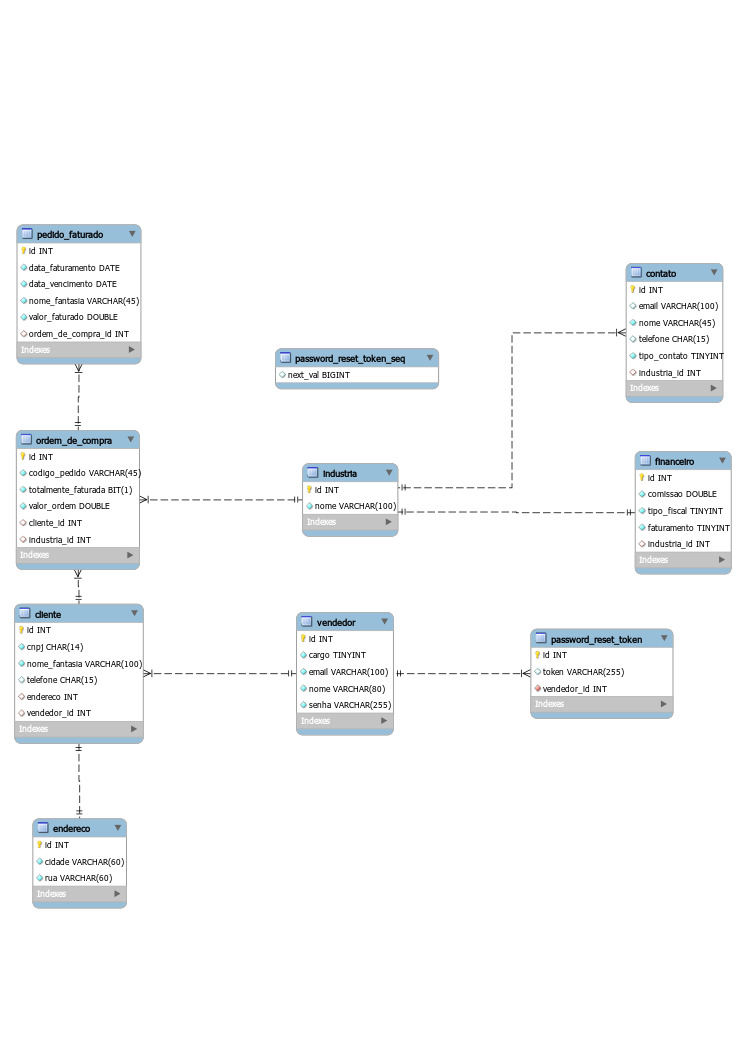 pedido_faturado
id INT
data_faturamento DATE
data_vencimento DATE
nome_fantasia VARCHAR(45)
valor_faturado DOUBLE
ordem_de_compra_id INT
Indexes
contato
id INT
email VARCHAR(100)
nome VARCHAR(45)
telefone CHAR(15)
tipo_contato TINYINT
industria_id INT
Indexes
password_reset_token_seq
next_val BIGINT
ordem_de_compra
id INT
codigo_pedido VARCHAR(45)
totalmente_faturada BIT(1)
valor_ordem DOUBLE
cliente_id INT
industria_id INT
Indexes
industria
id INT
nome VARCHAR(100)
Indexes
financeiro
id INT
comissao DOUBLE
tipo_fiscal TINYINT
faturamento TINYINT
industria_id INT
Indexes
cliente
id INT
cnpj CHAR(14)
nome_fantasia VARCHAR(100)
telefone CHAR(15)
endereco INT
vendedor_id INT
Indexes
vendedor
id INT
cargo TINYINT
email VARCHAR(100)
nome VARCHAR(80)
senha VARCHAR(255)
Indexes
password_reset_token
id INT
token VARCHAR(255)
vendedor_id INT
Indexes
endereco
id INT
cidade VARCHAR(60)
rua VARCHAR(60)
Indexes